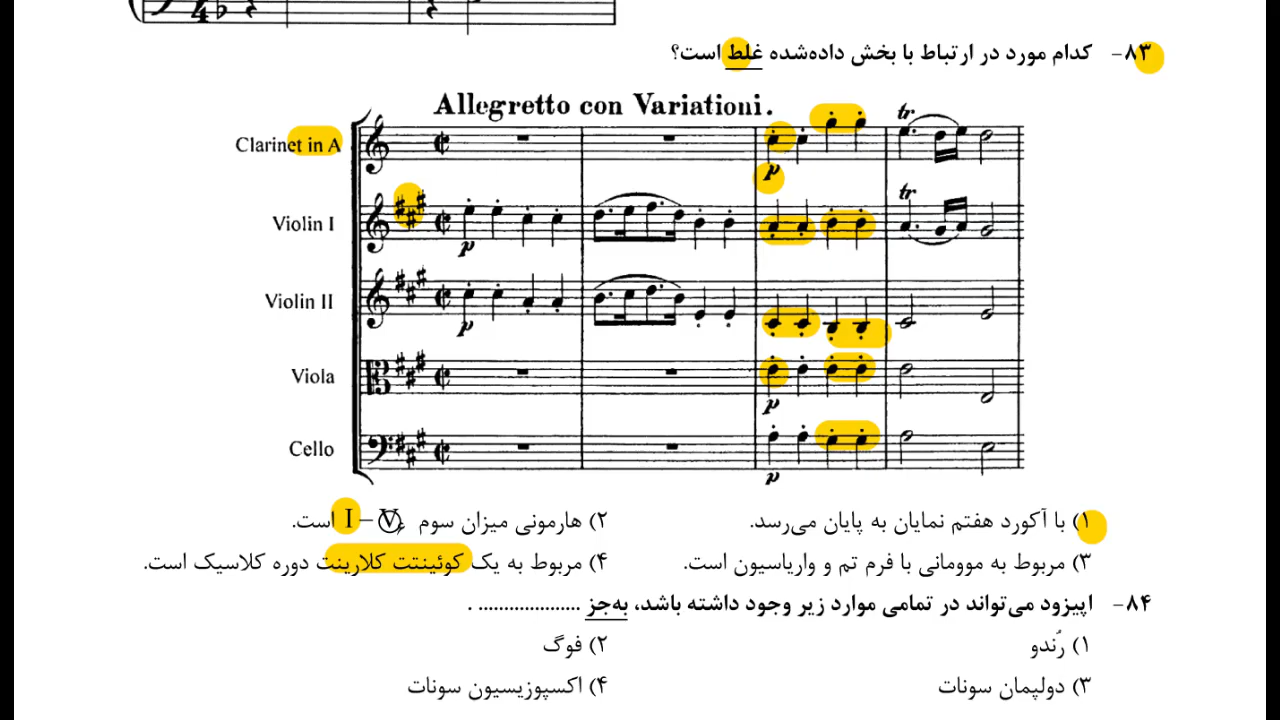 ۸۳- کدام مورد در ارتباط با بخش داده‌شده غلط است؟
Allegretto con Variationi.
Clarinet in A
Violin I
Violin II
Viola
Cello
tr
p
tr
p
p
p
p
۱) با آکورد هفتم نمایان به پایان می‌رسد.
۲) هارمونی میزان سوم I – V۶ است.
۳) مربوط به موومانی با فرم تم و واریاسیون است.
۴) مربوط به یک کوئینتت کلارینت دوره کلاسیک است.
۸۴- اپیزود می‌تواند در تمامی موارد زیر وجود داشته باشد، به‌جز .................... .
۱) رُندو
۲) فوگ
۳) دولپمان سونات
۴) اکسپوزیسیون سونات